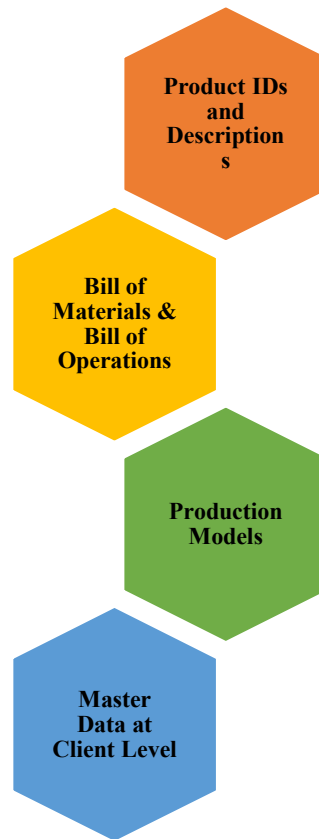 Product IDs
and
Description
s
Bill of
Materials &
Bill of
Operations
Production
Models
Master
Data at
Client Level